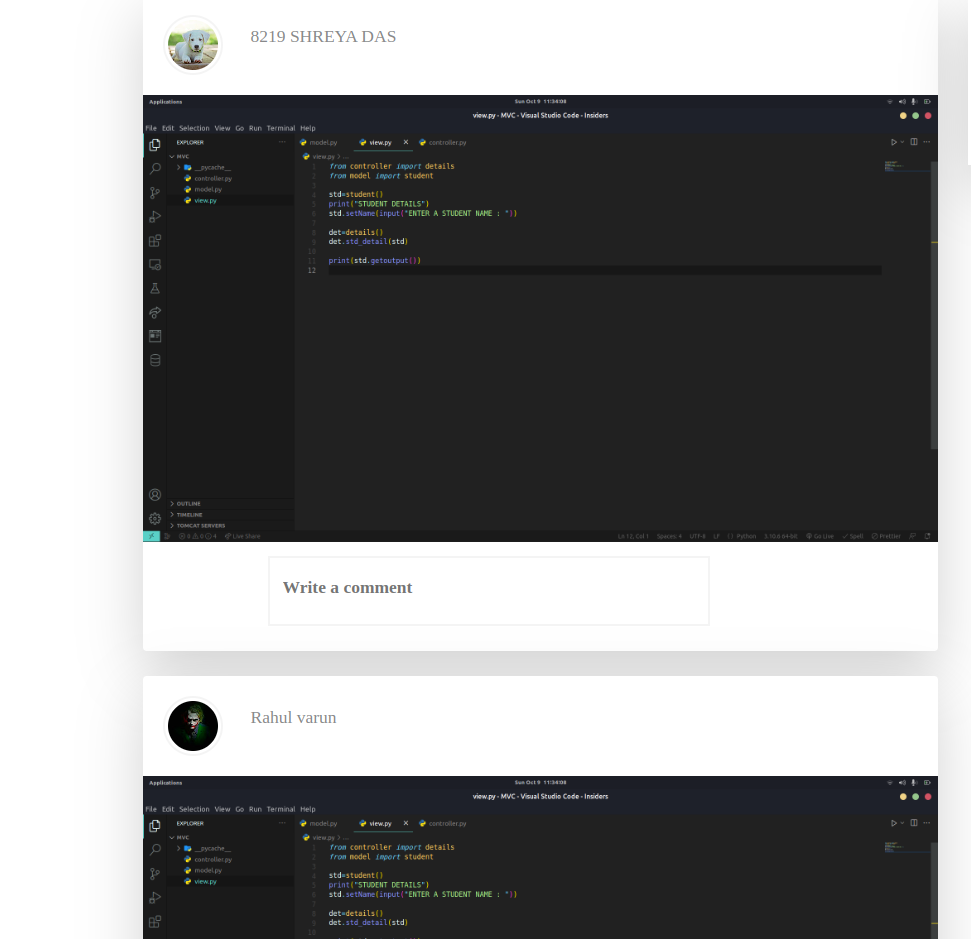 8219 SHREYA DAS
Applications
Sun Oct 9 11:34:08
view.py - MVC - Visual Studio Code - Insiders
File Edit Selection View Go Run Terminal Help
EXPLORER
model.py view.py × controller.py
MVC
view.py > ...
__pycache__
controller.py
model.py
view.py
1 from controller import details
2 from model import student
3
4 std=student()
5 print("STUDENT DETAILS")
6 std.setName(input("ENTER A STUDENT NAME : "))
7
8 det=details()
9 det.std_detail(std)
10
11 print(std.getoutput())
12
OUTLINE
TIMELINE
TOMCAT SERVERS
Live Share
Ln 12, Col 1 Spaces: 4 UTF-8 LF Python 3.10.6 64-bit Go Live Spell Prettier
Write a comment
Rahul varun
Applications
Sun Oct 9 11:34:08
view.py - MVC - Visual Studio Code - Insiders
File Edit Selection View Go Run Terminal Help
EXPLORER
model.py view.py × controller.py
MVC
view.py > ...
__pycache__
controller.py
model.py
view.py
1 from controller import details
2 from model import student
3
4 std=student()
5 print("STUDENT DETAILS")
6 std.setName(input("ENTER A STUDENT NAME : "))
7
8 det=details()
9 det.std_detail(std)
10